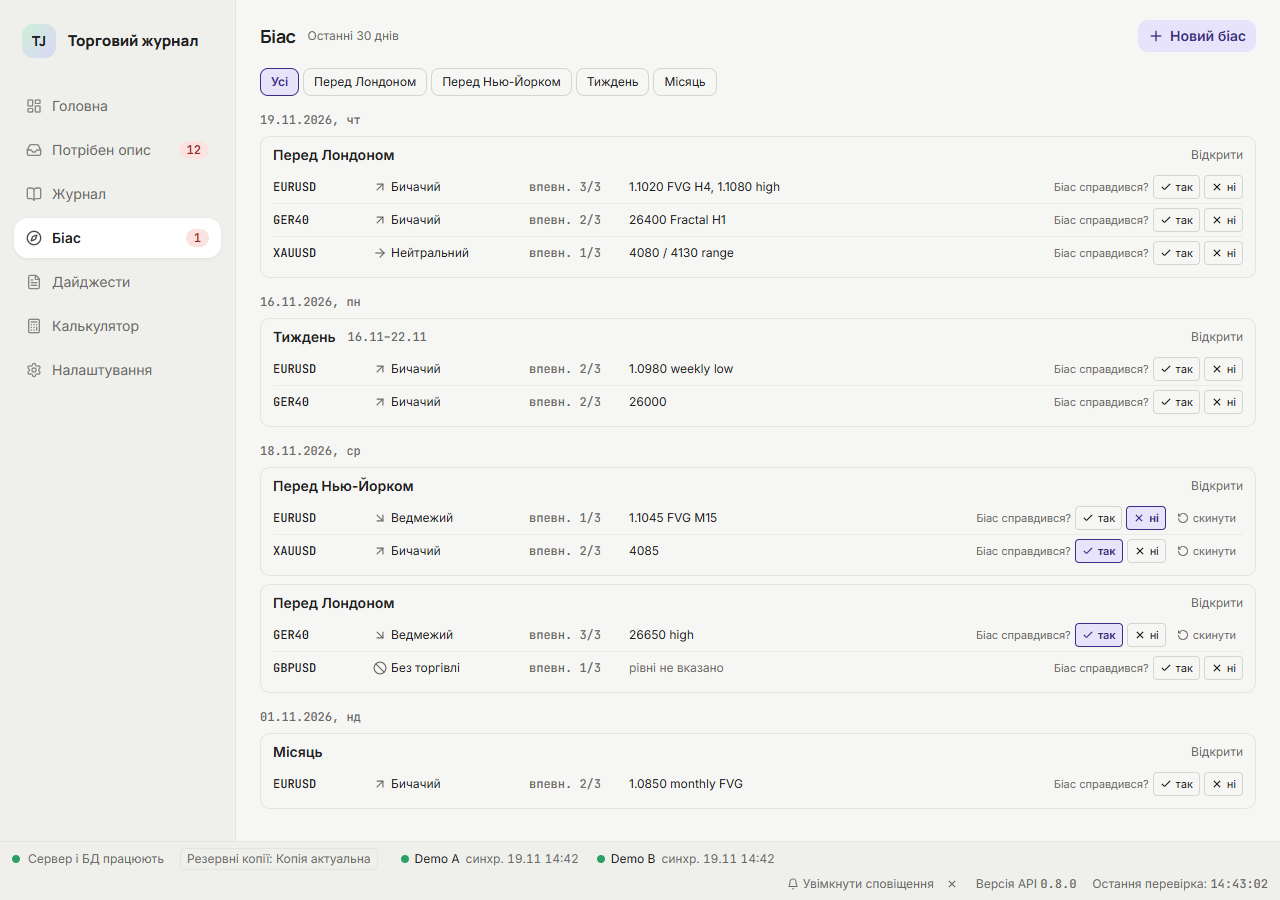 TJ Торговий журнал
Головна
Потрібен опис 12
Журнал
Біас 1
Дайджести
Калькулятор
Налаштування
Біас Останні 30 днів
+ Новий біас
Усі Перед Лондоном Перед Нью-Йорком Тиждень Місяць
19.11.2026, чт
Перед Лондоном Відкрити
EURUSD Бичачий впевн. 3/3 1.1020 FVG H4, 1.1080 high Біас справдився? так ні
GER40 Бичачий впевн. 2/3 26400 Fractal H1 Біас справдився? так ні
XAUUSD Нейтральний впевн. 1/3 4080 / 4130 range Біас справдився? так ні
16.11.2026, пн
Тиждень 16.11–22.11 Відкрити
EURUSD Бичачий впевн. 2/3 1.0980 weekly low Біас справдився? так ні
GER40 Бичачий впевн. 2/3 26000 Біас справдився? так ні
18.11.2026, ср
Перед Нью-Йорком Відкрити
EURUSD Ведмежий впевн. 1/3 1.1045 FVG M15 Біас справдився? так ні скинути
XAUUSD Бичачий впевн. 2/3 4085 Біас справдився? так ні скинути
Перед Лондоном Відкрити
GER40 Ведмежий впевн. 3/3 26650 high Біас справдився? так ні скинути
GBPUSD Без торгівлі впевн. 1/3 рівні не вказано Біас справдився? так ні
01.11.2026, нд
Місяць Відкрити
EURUSD Бичачий впевн. 2/3 1.0850 monthly FVG Біас справдився? так ні
Сервер і БД працюють Резервні копії: Копія актуальна Demo A синхр. 19.11 14:42 Demo B синхр. 19.11 14:42
Увімкнути сповіщення × Версія API 0.8.0 Остання перевірка: 14:43:02